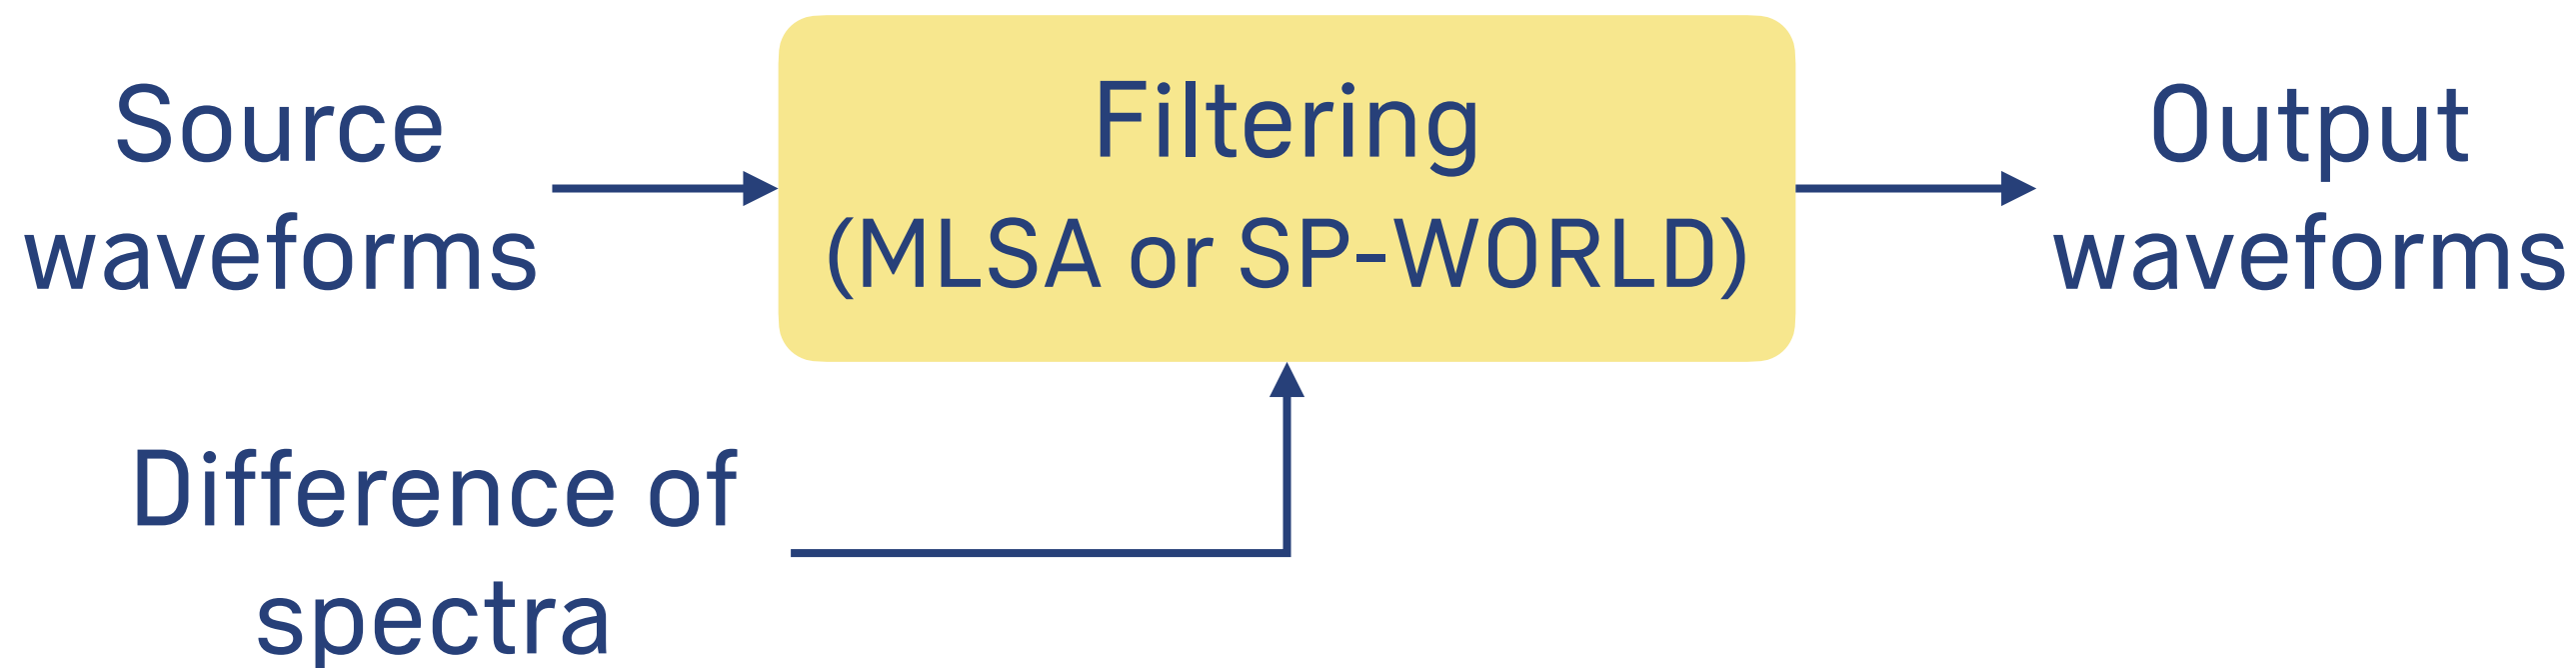 Source
waveforms
Filtering
(MLSA or SP-WORLD)
Output
waveforms
Difference of
spectra